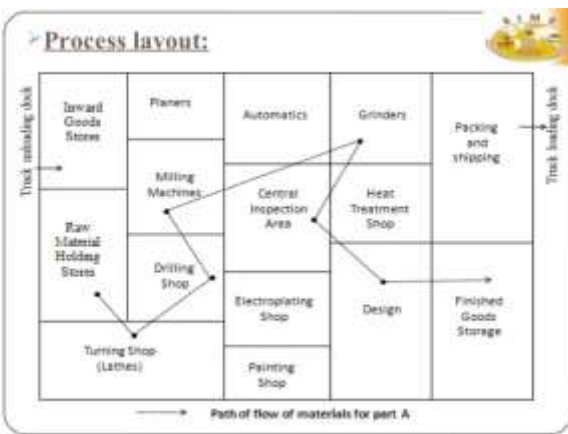 Process layout:
Truck unloading dock
Inward
Goods
Stores
Planers
Automatics
Grinders
Packing
and
shipping
Truck loading dock
Milling
Machines
Central
Inspection
Area
Heat
Treatment
Shop
Raw
Material
Holding
Stores
Drilling
Shop
Electroplating
Shop
Design
Finished
Goods
Storage
Turning Shop
(Lathes)
Painting
Shop
Path of flow of materials for part A